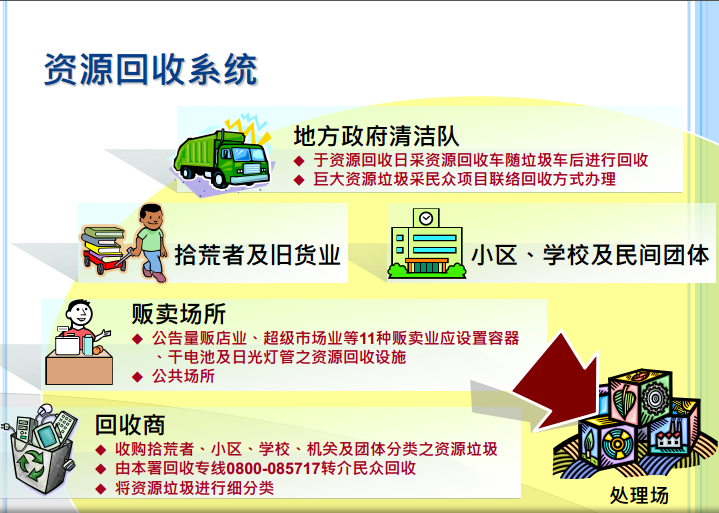 资源回收系统
地方政府清洁队
◆ 于资源回收日采资源回收车随垃圾车后进行回收
◆ 巨大资源垃圾采民众项目联络回收方式办理
拾荒者及旧货业
小区、学校及民间团体
贩卖场所
◆ 公告量贩店业、超级市场业等11种贩卖业应设置容器
、干电池及日光灯管之资源回收设施
◆ 公共场所
回收商
◆ 收购拾荒者、小区、学校、机关及团体分类之资源垃圾
◆ 由本署回收专线0800-085717转介民众回收
◆ 将资源垃圾进行细分类
处理场